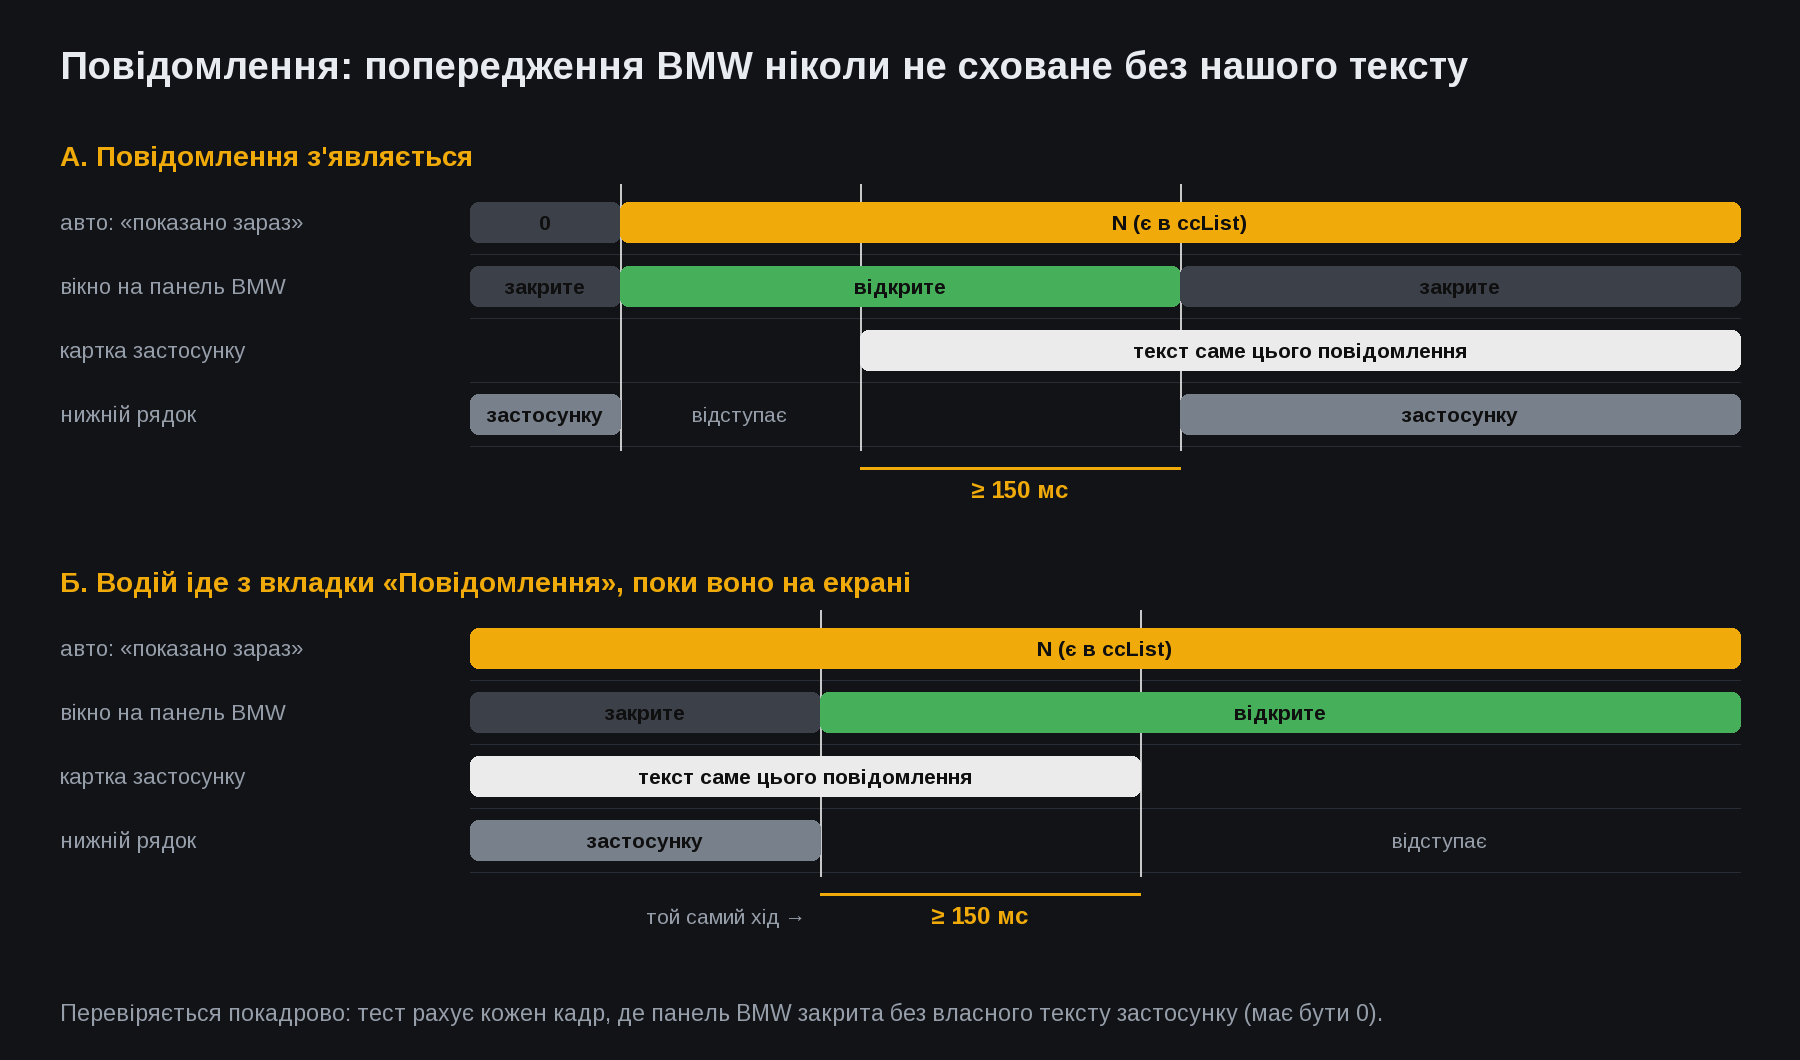 Повідомлення: попередження BMW ніколи не сховане без нашого тексту
А. Повідомлення з'являється
авто: «показано зараз»
0
N (є в ccList)
вікно на панель BMW
закрите
відкрите
закрите
картка застосунку
текст саме цього повідомлення
нижній рядок
застосунку
відступає
застосунку
≥ 150 мс
Б. Водій іде з вкладки «Повідомлення», поки воно на екрані
авто: «показано зараз»
N (є в ccList)
вікно на панель BMW
закрите
відкрите
картка застосунку
текст саме цього повідомлення
нижній рядок
застосунку
відступає
той самий хід →
≥ 150 мс
Перевіряється покадрово: тест рахує кожен кадр, де панель BMW закрита без власного тексту застосунку (має бути 0).